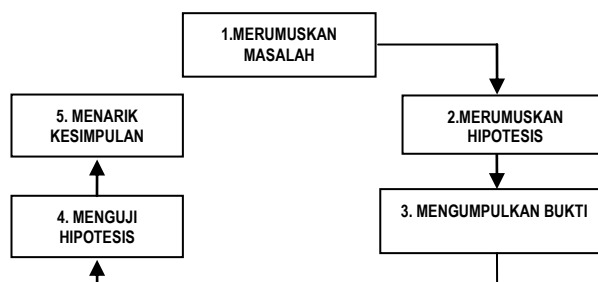 1.MERUMUSKAN
MASALAH
2.MERUMUSKAN
HIPOTESIS
3. MENGUMPULKAN BUKTI
4. MENGUJI
HIPOTESIS
5. MENARIK
KESIMPULAN